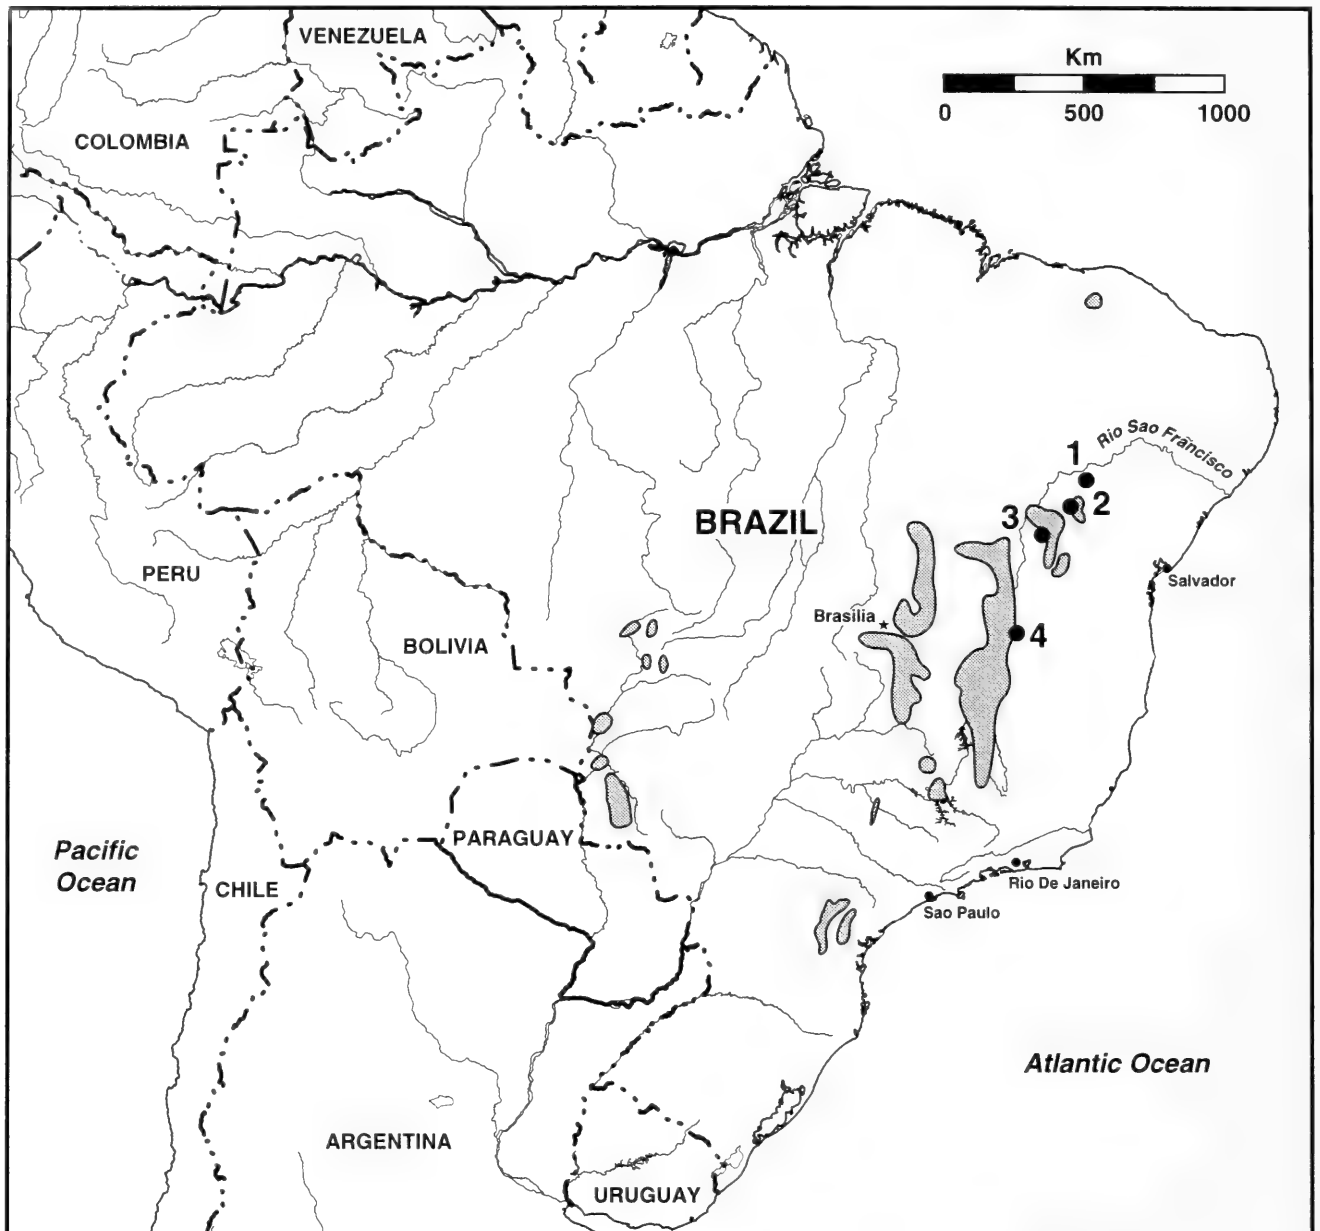 VENEZUELA
Km
0 500 1000
COLOMBIA
Rio Sao Francisco
1
2
3
BRAZIL
PERU
Salvador
Brasilia
4
BOLIVIA
PARAGUAY
Pacific
Ocean
CHILE
Rio De Janeiro
Sao Paulo
Atlantic Ocean
ARGENTINA
URUGUAY